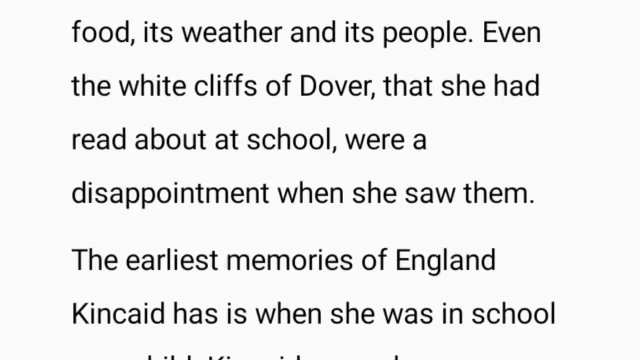 food, its weather and its people. Even
the white cliffs of Dover, that she had
read about at school, were a
disappointment when she saw them.
The earliest memories of England
Kincaid has is when she was in school